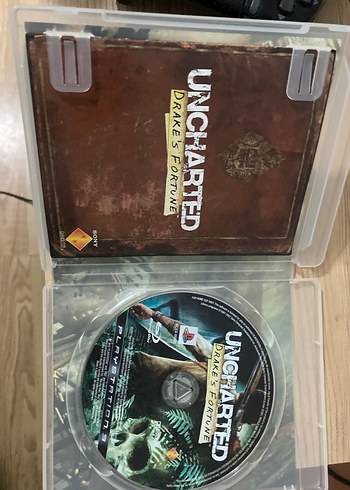 UNCHARTED
DRAKE'S FORTUNE
SONY
UNCHARTED
DRAKE'S FORTUNE
PLAYSTATION 3